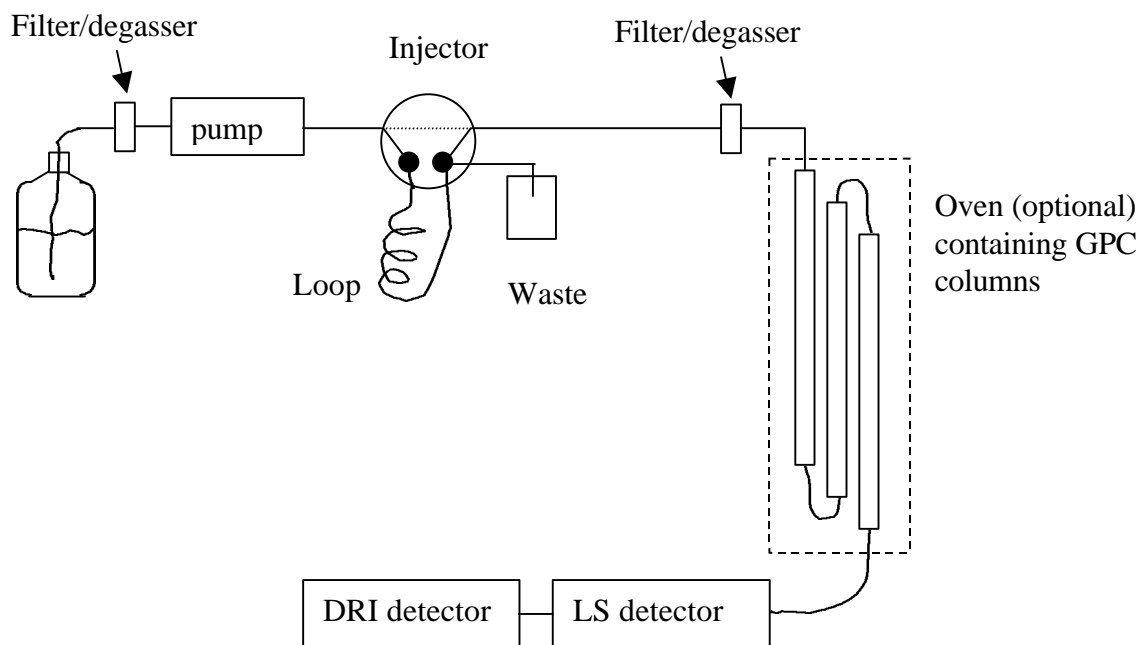 Filter/degasser
Injector
Filter/degasser
pump
Loop
Waste
Oven (optional)
containing GPC
columns
DRI detector
LS detector